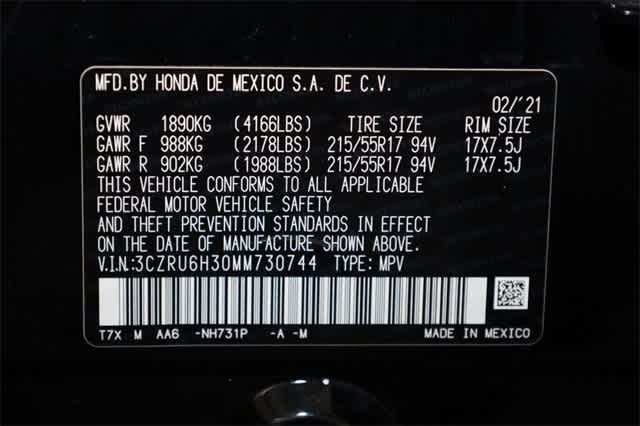 MFD.BY HONDA DE MEXICO S.A. DE C.V.
02/'21
GVWR 1890KG (4166LBS) TIRE SIZE RIM SIZE
GAWR F 988KG (2178LBS) 215/55R17 94V 17X7.5J
GAWR R 902KG (1988LBS) 215/55R17 94V 17X7.5J
THIS VEHICLE CONFORMS TO ALL APPLICABLE
FEDERAL MOTOR VEHICLE SAFETY
AND THEFT PREVENTION STANDARDS IN EFFECT
ON THE DATE OF MANUFACTURE SHOWN ABOVE.
V.I.N.:3CZRU6H30MM730744 TYPE: MPV
T7X M AA6 -NH731P -A -M MADE IN MEXICO